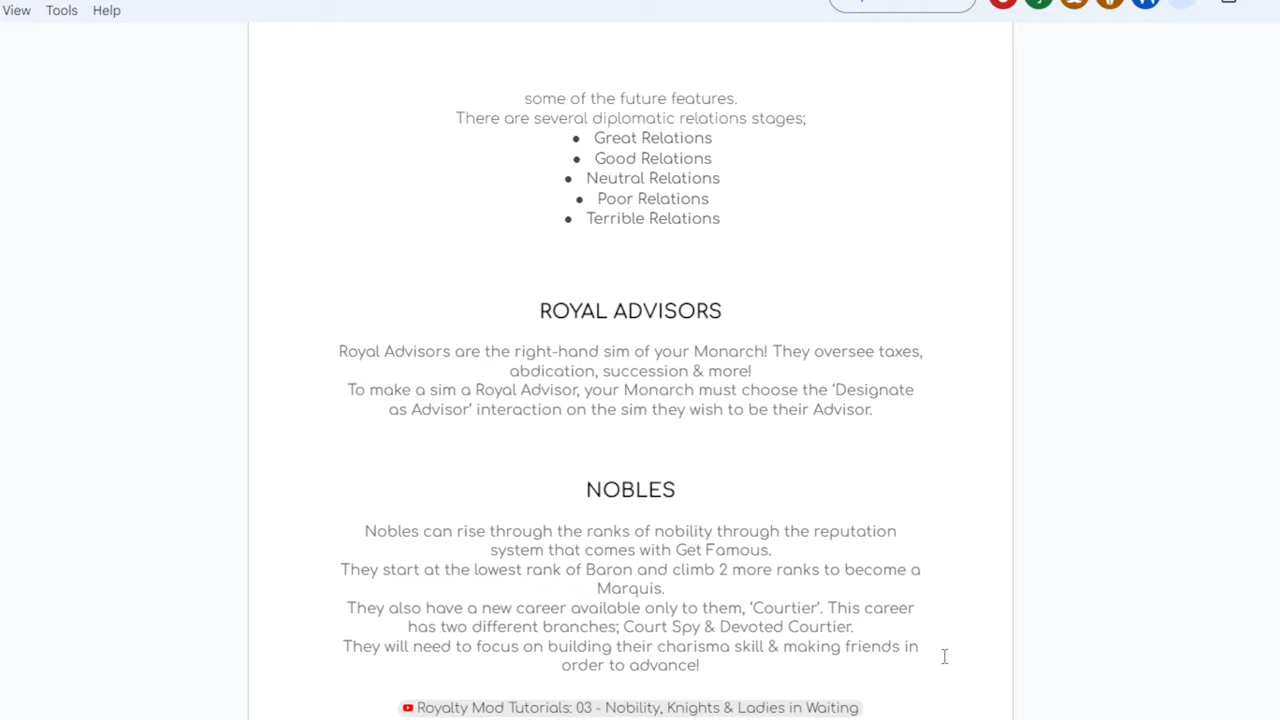 View Tools Help
some of the future features.
There are several diplomatic relations stages;
● Great Relations
● Good Relations
● Neutral Relations
● Poor Relations
● Terrible Relations
ROYAL ADVISORS
Royal Advisors are the right-hand sim of your Monarch! They oversee taxes,
abdication, succession & more!
To make a sim a Royal Advisor, your Monarch must choose the ‘Designate
as Advisor’ interaction on the sim they wish to be their Advisor.
NOBLES
Nobles can rise through the ranks of nobility through the reputation
system that comes with Get Famous.
They start at the lowest rank of Baron and climb 2 more ranks to become a
Marquis.
They also have a new career available only to them, ‘Courtier’. This career
has two different branches; Court Spy & Devoted Courtier.
They will need to focus on building their charisma skill & making friends in
order to advance!
Royalty Mod Tutorials: 03 - Nobility, Knights & Ladies in Waiting